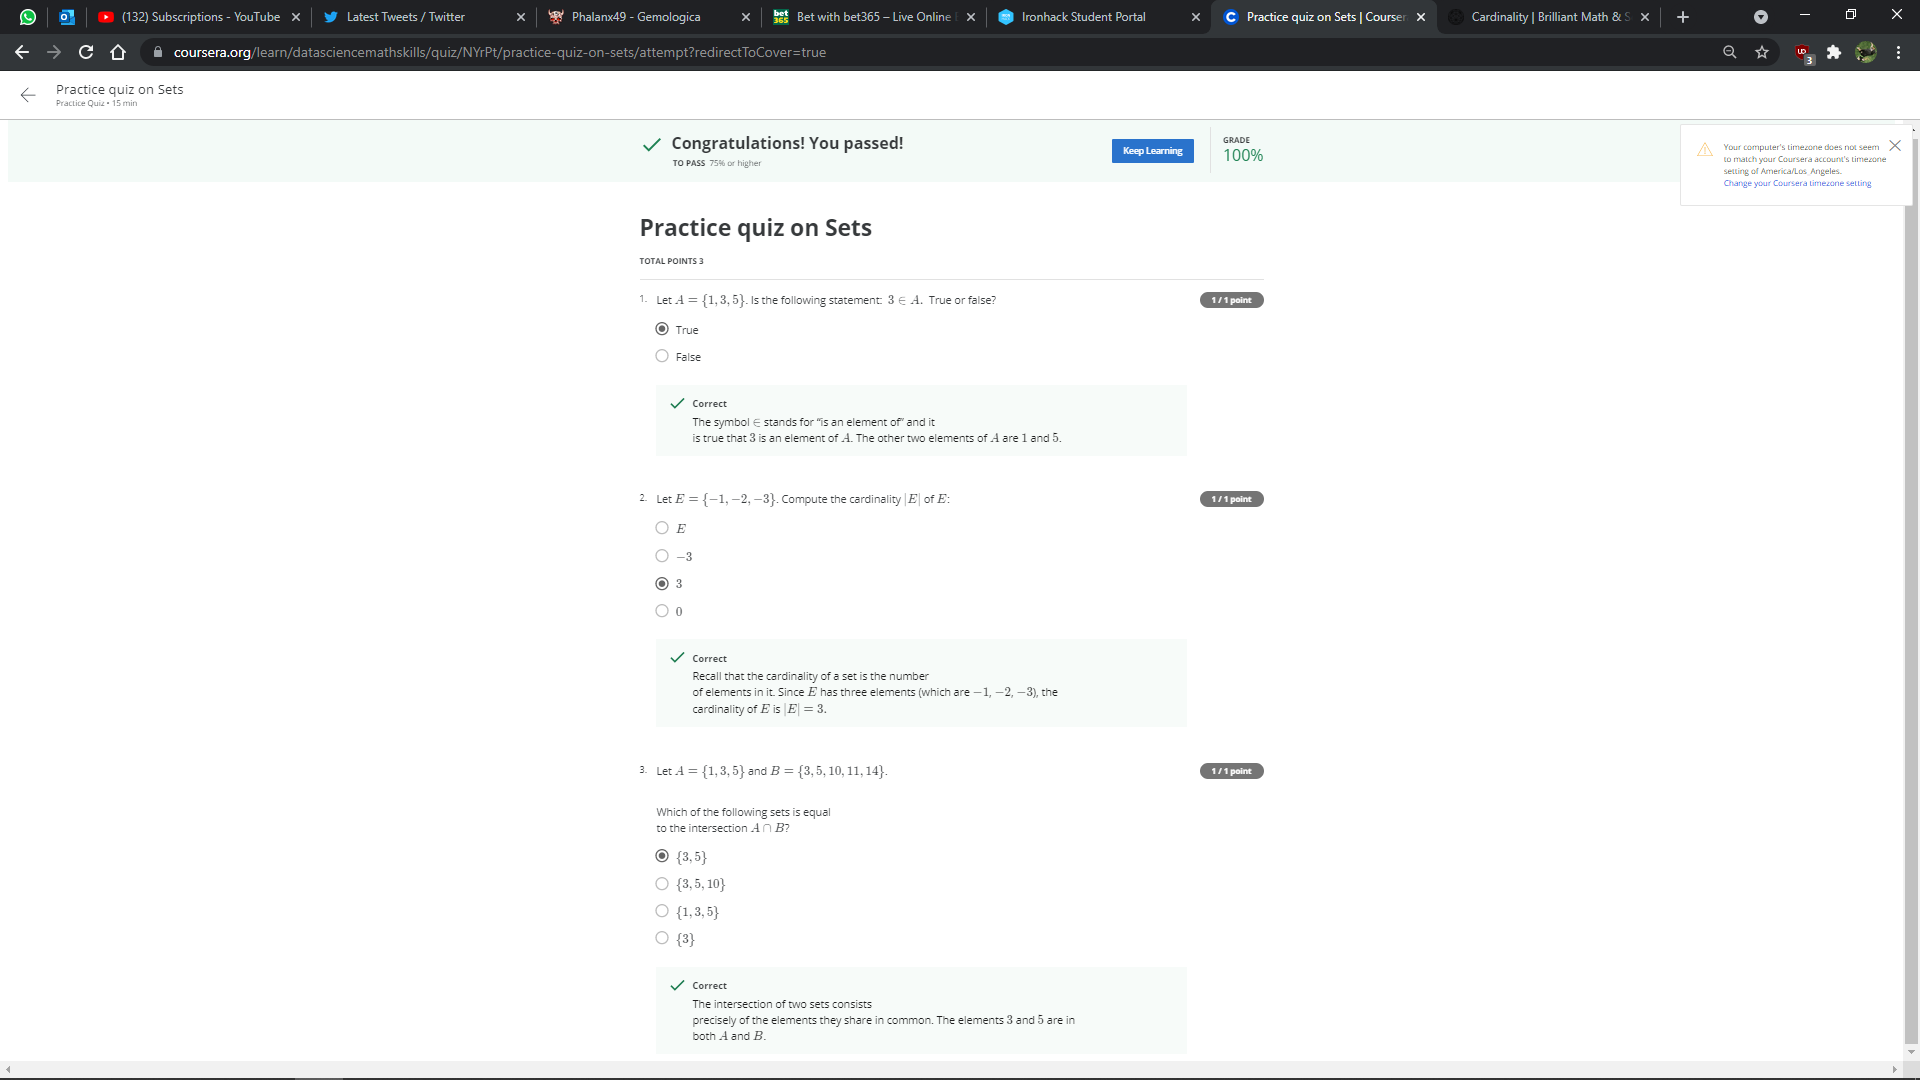 (132) Subscriptions - YouTube
Latest Tweets / Twitter
Phalanx49 - Gemologica
bet365
Bet with bet365 – Live Online
Ironhack Student Portal
C
Practice quiz on Sets | Courser
Cardinality | Brilliant Math & S
coursera.org/learn/datasciencemathskills/quiz/NYrPt/practice-quiz-on-sets/attempt?redirectToCover=true
3
Practice quiz on Sets
Practice Quiz • 15 min
Congratulations! You passed!
TO PASS 75% or higher
Keep Learning
GRADE
100%
Your computer's timezone does not seem
to match your Coursera account's timezone
setting of America/Los Angeles.
Change your Coursera timezone setting
Practice quiz on Sets
TOTAL POINTS 3
1. Let A = {1, 3, 5}. Is the following statement: 3 ∈ A. True or false?
1 / 1 point
True
False
Correct
The symbol ∈ stands for “is an element of” and it
is true that 3 is an element of A. The other two elements of A are 1 and 5.
2. Let E = {−1, −2, −3}. Compute the cardinality |E| of E:
1 / 1 point
E
−3
3
0
Correct
Recall that the cardinality of a set is the number
of elements in it. Since E has three elements (which are −1, −2, −3), the
cardinality of E is |E| = 3.
3. Let A = {1, 3, 5} and B = {3, 5, 10, 11, 14}.
1 / 1 point
Which of the following sets is equal
to the intersection A ∩ B?
{3, 5}
{3, 5, 10}
{1, 3, 5}
{3}
Correct
The intersection of two sets consists
precisely of the elements they share in common. The elements 3 and 5 are in
both A and B.